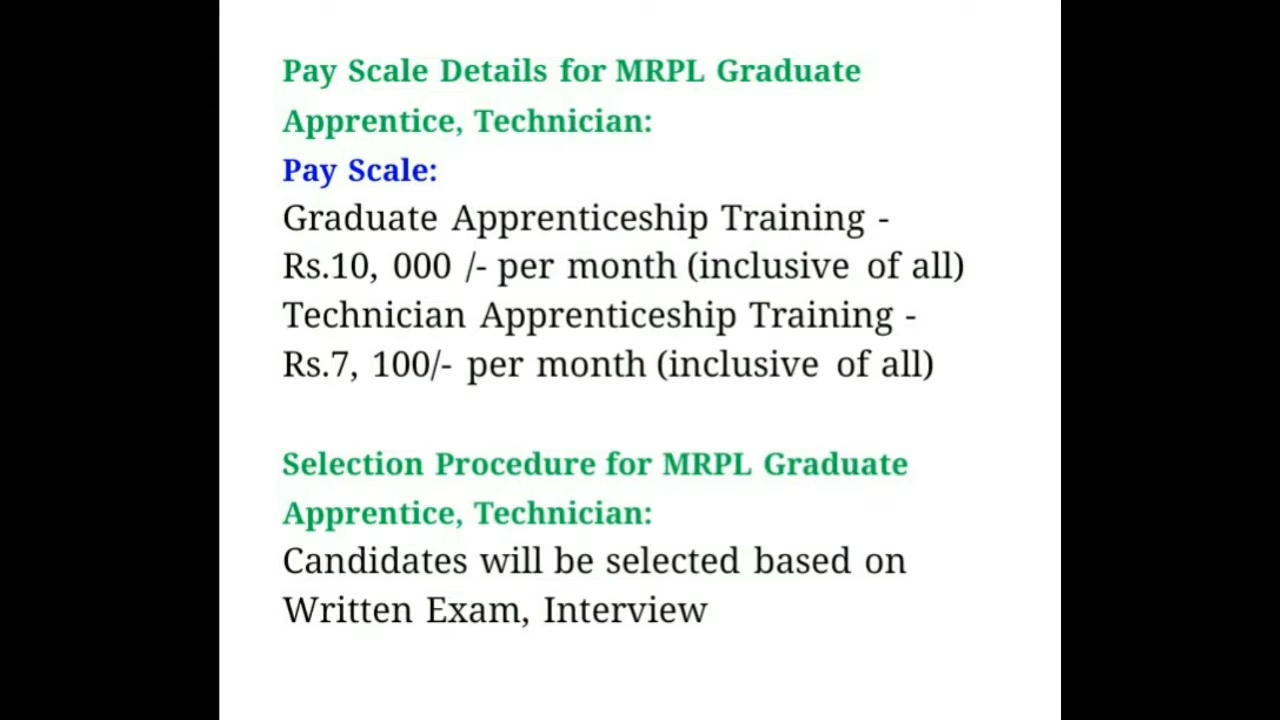 Pay Scale Details for MRPL Graduate
Apprentice, Technician:
Pay Scale:
Graduate Apprenticeship Training -
Rs.10, 000 /- per month (inclusive of all)
Technician Apprenticeship Training -
Rs.7, 100/- per month (inclusive of all)
Selection Procedure for MRPL Graduate
Apprentice, Technician:
Candidates will be selected based on
Written Exam, Interview